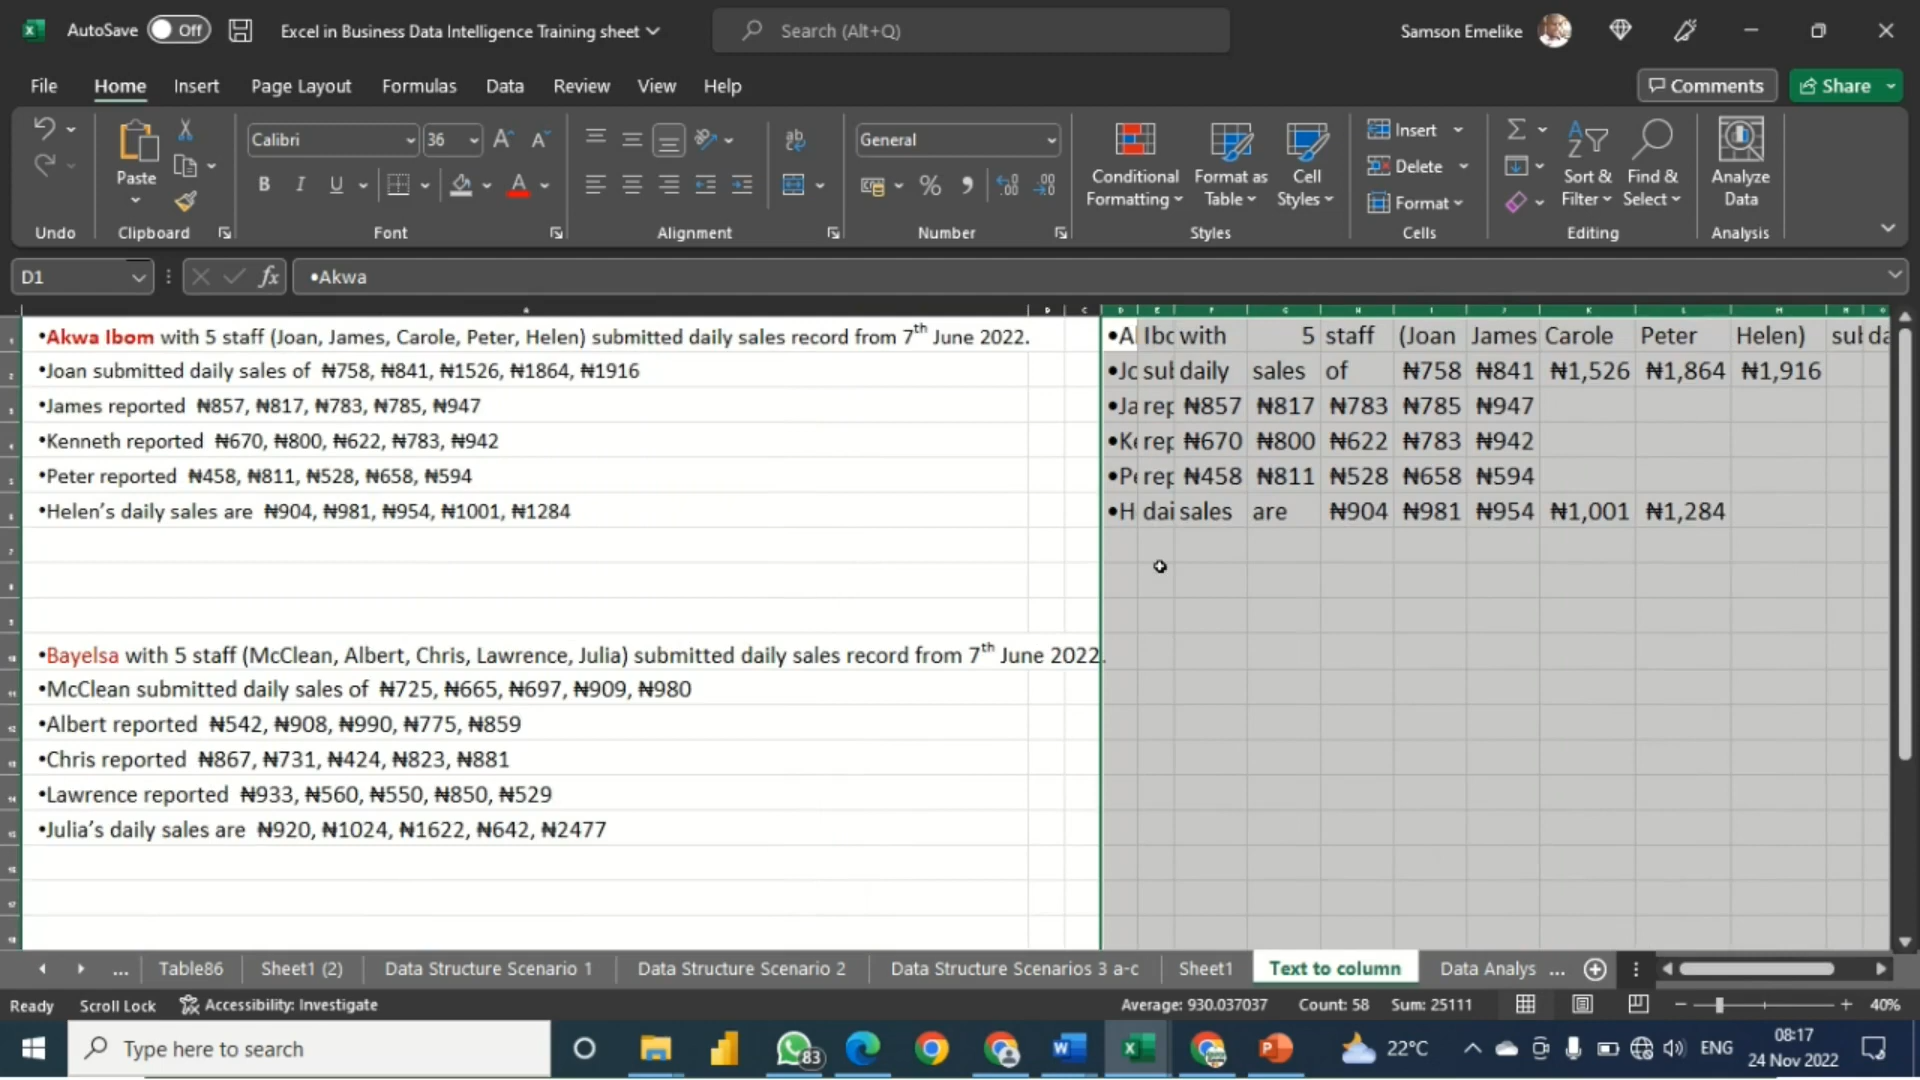 AutoSave Off Excel in Business Data Intelligence Training sheet Search (Alt+Q) Samson Emelike
File Home Insert Page Layout Formulas Data Review View Help Comments Share
Calibri 36 General Insert
Paste Conditional Formatting Format as Table Cell Styles Delete Sort & Filter Find & Select Analyze Data
B I U A % Format
Undo Clipboard Font Alignment Number Styles Cells Editing Analysis
D1 fx •Akwa
•Akwa Ibom with 5 staff (Joan, James, Carole, Peter, Helen) submitted daily sales record from 7th June 2022. with 5 staff (Joan James Carole Peter Helen)
•Joan submitted daily sales of ₦758, ₦841, ₦1526, ₦1864, ₦1916 daily sales of ₦758 ₦841 ₦1,526 ₦1,864 ₦1,916
•James reported ₦857, ₦817, ₦783, ₦785, ₦947 ₦857 ₦817 ₦783 ₦785 ₦947
•Kenneth reported ₦670, ₦800, ₦622, ₦783, ₦942 ₦670 ₦800 ₦622 ₦783 ₦942
•Peter reported ₦458, ₦811, ₦528, ₦658, ₦594 ₦458 ₦811 ₦528 ₦658 ₦594
•Helen’s daily sales are ₦904, ₦981, ₦954, ₦1001, ₦1284 sales are ₦904 ₦981 ₦954 ₦1,001 ₦1,284
•Bayelsa with 5 staff (McClean, Albert, Chris, Lawrence, Julia) submitted daily sales record from 7th June 2022.
•McClean submitted daily sales of ₦725, ₦665, ₦697, ₦909, ₦980
•Albert reported ₦542, ₦908, ₦990, ₦775, ₦859
•Chris reported ₦867, ₦731, ₦424, ₦823, ₦881
•Lawrence reported ₦933, ₦560, ₦550, ₦850, ₦529
•Julia’s daily sales are ₦920, ₦1024, ₦1622, ₦642, ₦2477
... Table86 Sheet1 (2) Data Structure Scenario 1 Data Structure Scenario 2 Data Structure Scenarios 3 a-c Sheet1 Text to column Data Analys ...
Ready Scroll Lock Accessibility: Investigate Average: 930.037037 Count: 58 Sum: 25111 40%
Type here to search 83 22°C ENG 08:17
24 Nov 2022